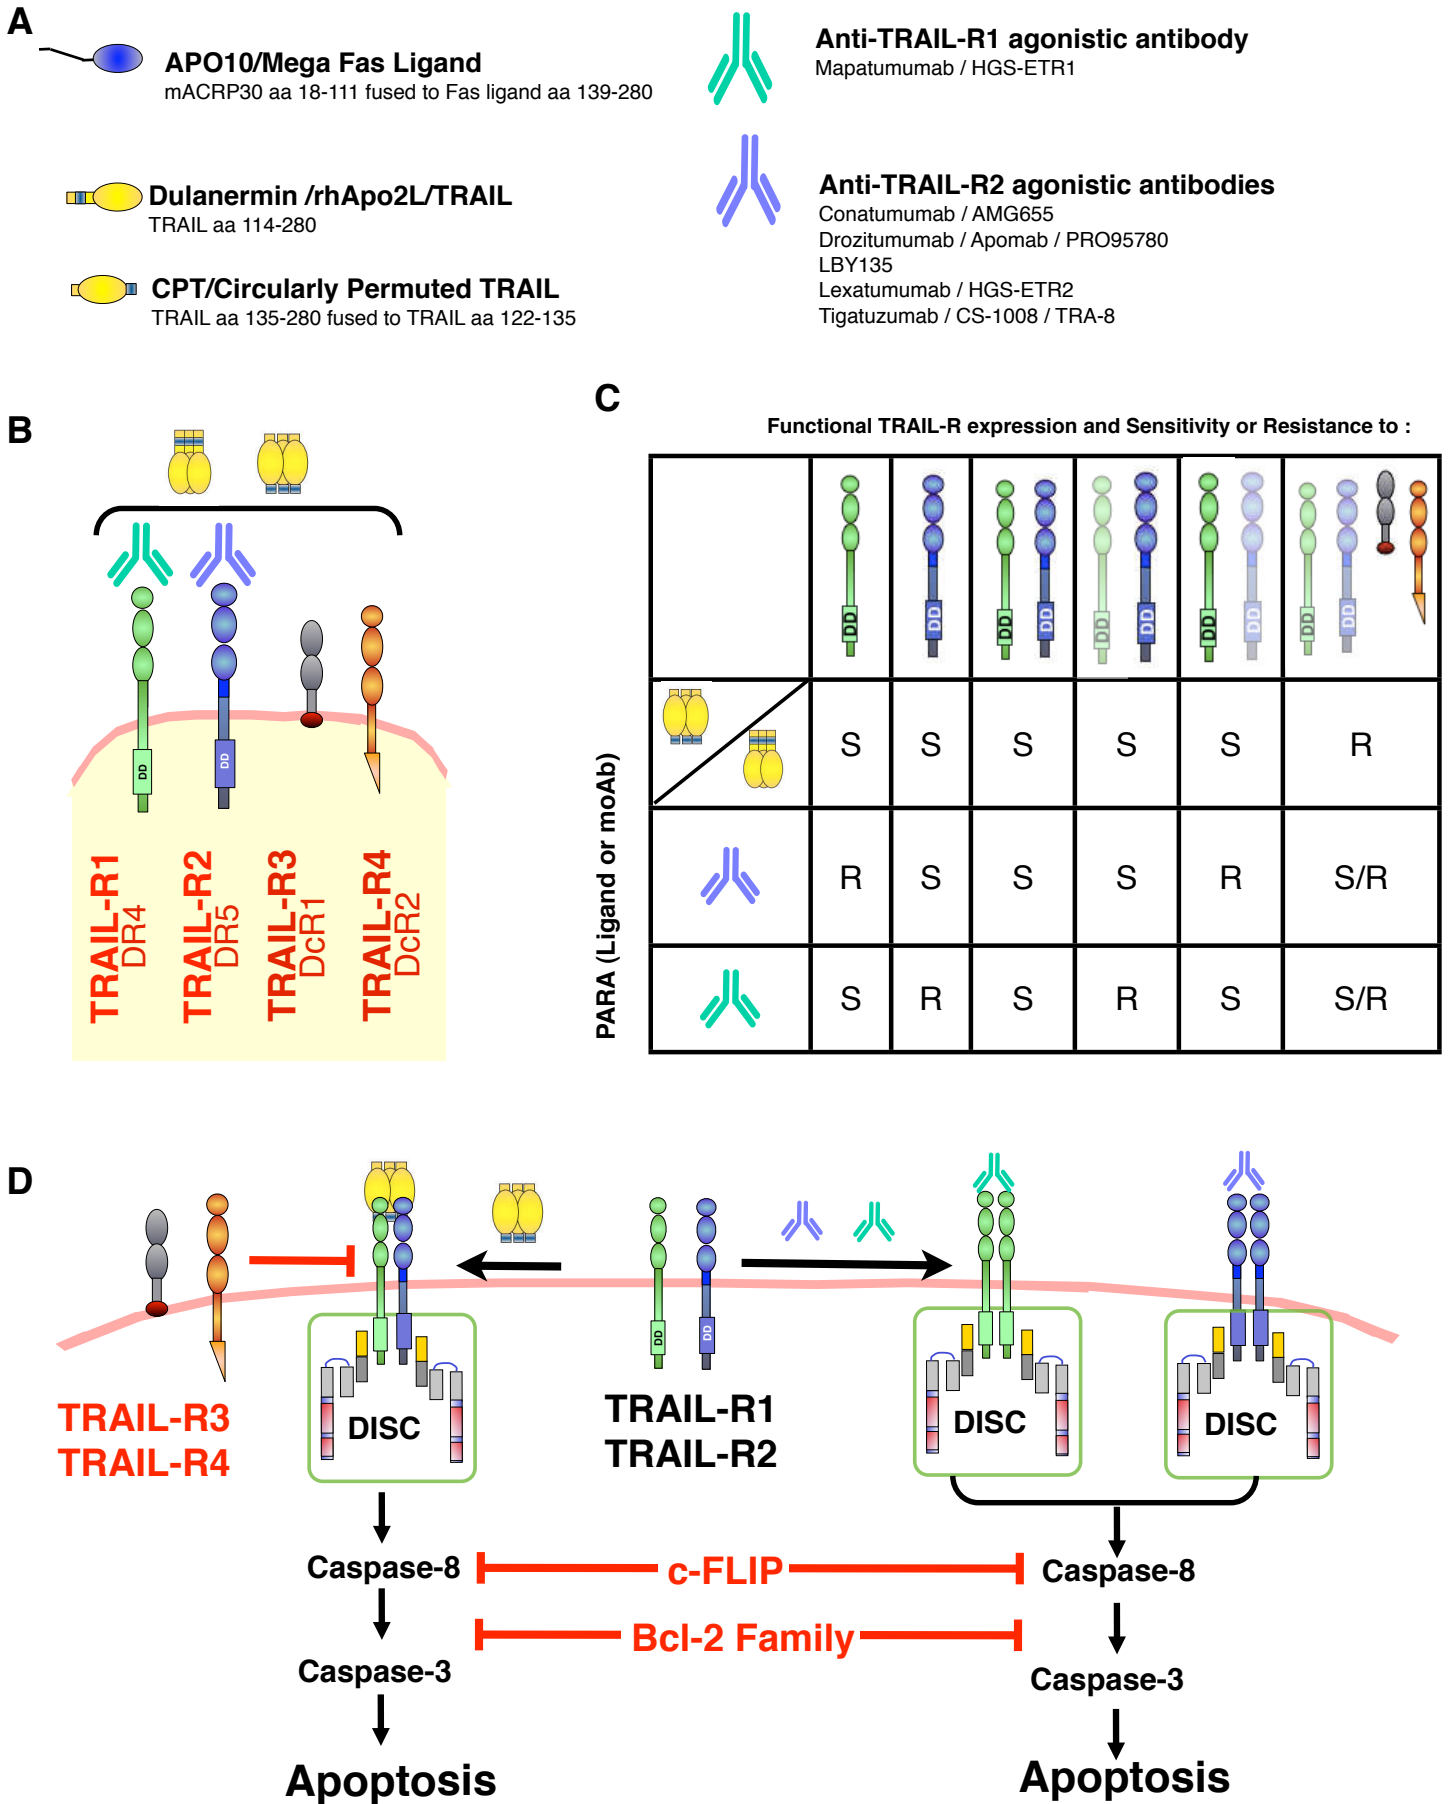 A
APO10/Mega Fas Ligand
mACRP30 aa 18-111 fused to Fas ligand aa 139-280
Dulanermin /rhApo2L/TRAIL
TRAIL aa 114-280
CPT/Circularly Permuted TRAIL
TRAIL aa 135-280 fused to TRAIL aa 122-135
Anti-TRAIL-R1 agonistic antibody
Mapatumumab / HGS-ETR1
Anti-TRAIL-R2 agonistic antibodies
Conatumumab / AMG655
Drozitumumab / Apomab / PRO95780
LBY135
Lexatumumab / HGS-ETR2
Tigatuzumab / CS-1008 / TRA-8
B
DD
DD
TRAIL-R1
DR4
TRAIL-R2
DR5
TRAIL-R3
DcR1
TRAIL-R4
DcR2
C
Functional TRAIL-R expression and Sensitivity or Resistance to :
PARA (Ligand or moAb)
DD DD DD DD DD DD DD DD DD DD
S S S S S R
R S S S R S/R
S R S R S S/R
D
DD DD
TRAIL-R3
TRAIL-R4
DISC
TRAIL-R1
TRAIL-R2
DISC
DISC
Caspase-8
c-FLIP
Caspase-8
Bcl-2 Family
Caspase-3
Caspase-3
Apoptosis
Apoptosis